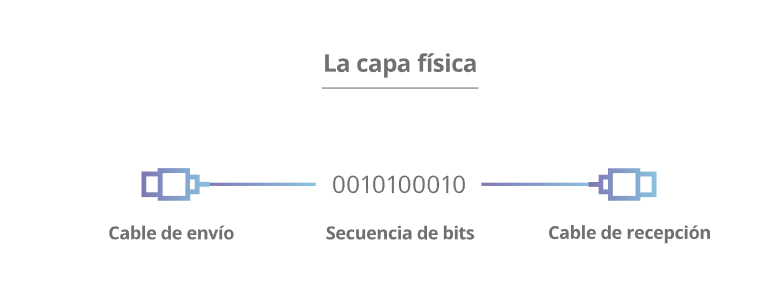 La capa física
0010100010
Cable de envío
Secuencia de bits
Cable de recepción